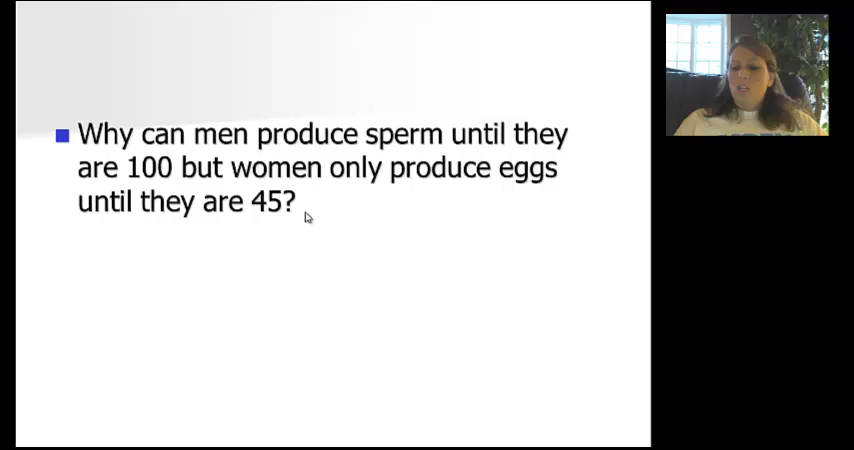 Why can men produce sperm until they
are 100 but women only produce eggs
until they are 45?